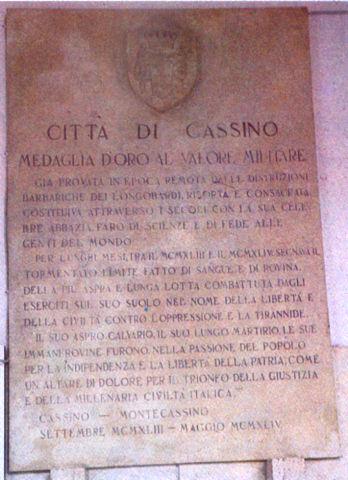 CITTÀ DI CASSINO
MEDAGLIA D'ORO AL VALORE MILITARE
GIÀ PROVATA IN EPOCA REMOTA DALLE DISTRUZIONI
BARBARICHE DEI LONGOBARDI, RISORTA E CONSACRATA,
COSTITUIVA ATTRAVERSO I SECOLI CON LA SUA CELE-
BRE ABBAZIA, FARO DI SCIENZE E DI FEDE ALLE
GENTI DEL MONDO.
PER LUNGHI MESI, TRA IL MCMXLIII E IL MCMXLIV, SEGNAVA IL
TORMENTATO LIMITE FATTO DI SANGUE E DI ROVINA,
DELLA PIÙ ASPRA E LUNGA LOTTA COMBATTUTA DAGLI
ESERCITI SUL SUO SUOLO NEL NOME DELLA LIBERTÀ E
DELLA CIVILTÀ CONTRO L'OPPRESSIONE E LA TIRANNIDE.
IL SUO ASPRO CALVARIO, IL SUO LUNGO MARTIRIO, LE SUE
IMMANI ROVINE FURONO, NELLA PASSIONE DEL POPOLO
PER LA INDIPENDENZA E LA LIBERTÀ DELLA PATRIA, COME
UN ALTARE DI DOLORE PER IL TRIONFO DELLA GIUSTIZIA
E DELLA MILLENARIA CIVILTÀ ITALICA."
CASSINO — MONTECASSINO
SETTEMBRE MCMXLIII — MAGGIO MCMXLIV.